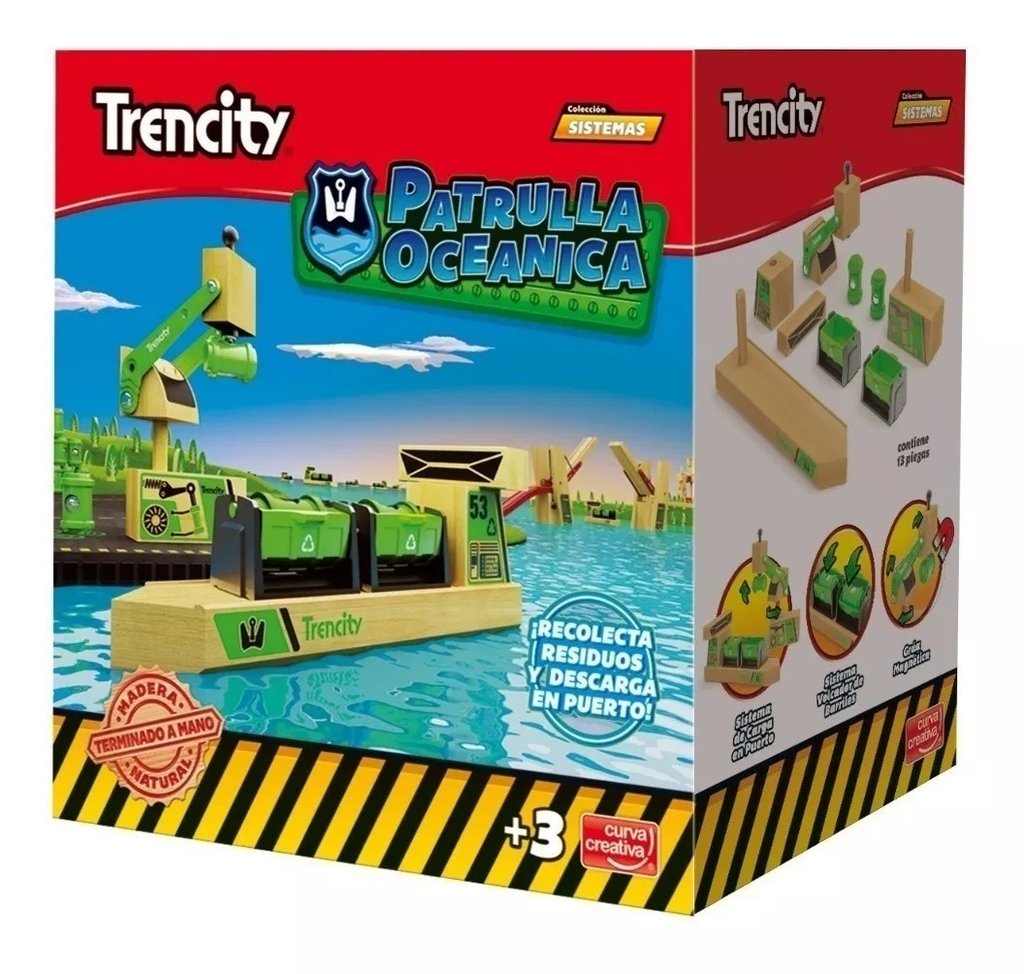 Trencity
Colección
SISTEMAS
PATRULLA
OCEANICA
Trencity
Trencity
53
Trencity
¡RECOLECTA
RESIDUOS
Y DESCARGA
EN PUERTO!
MADERA
TERMINADO A MANO
NATURAL
+3
curva
creativa
Trencity
Colección
SISTEMAS
contiene
13 piezas
Sistema
de Carga
en Puerto
Sistema
Volcador de
Barriles
Grúa
Magnética
curva
creativa